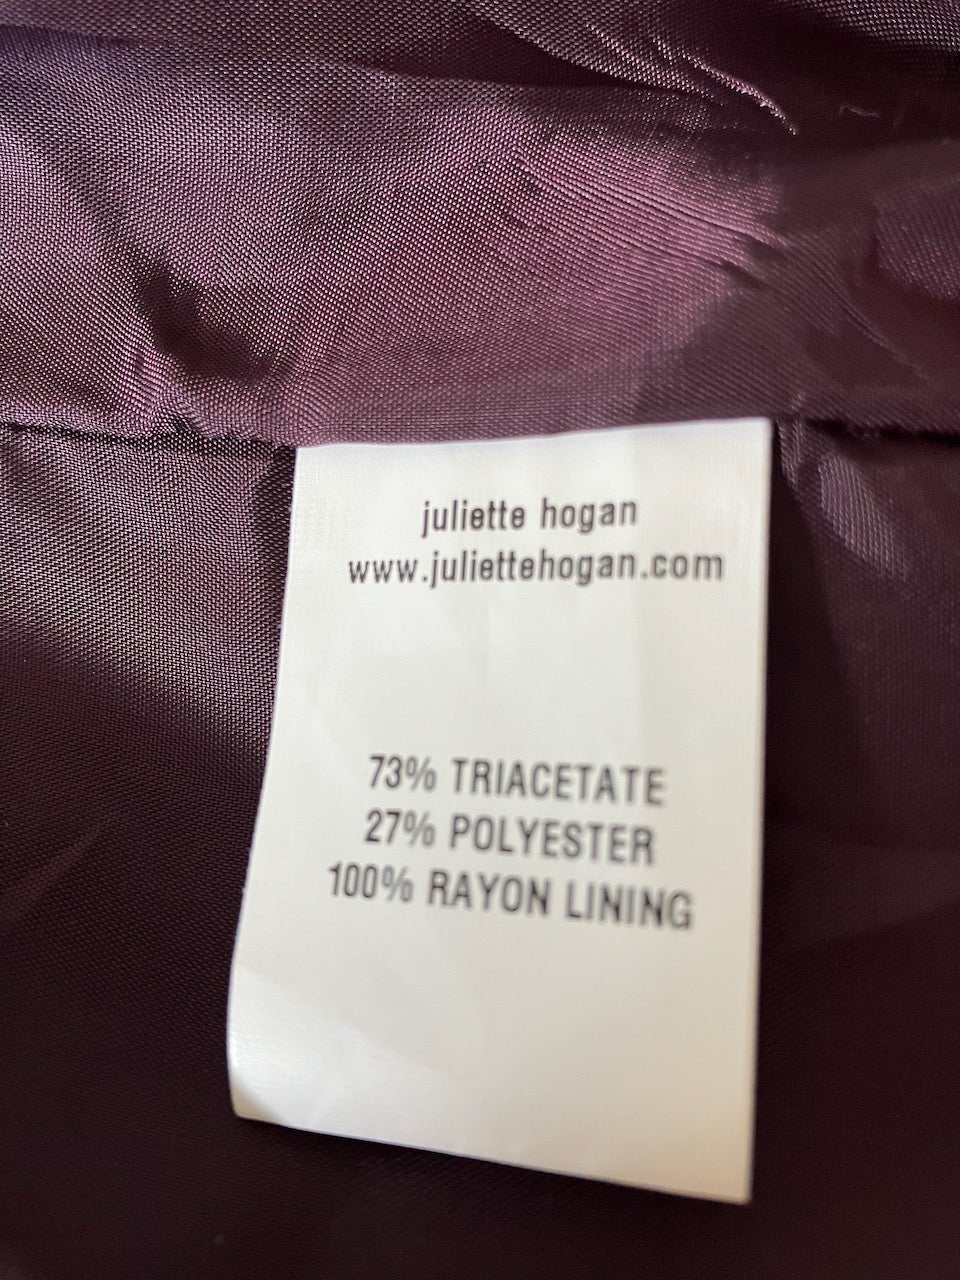 juliette hogan
www.juliettehogan.com
73% TRIACETATE
27% POLYESTER
100% RAYON LINING